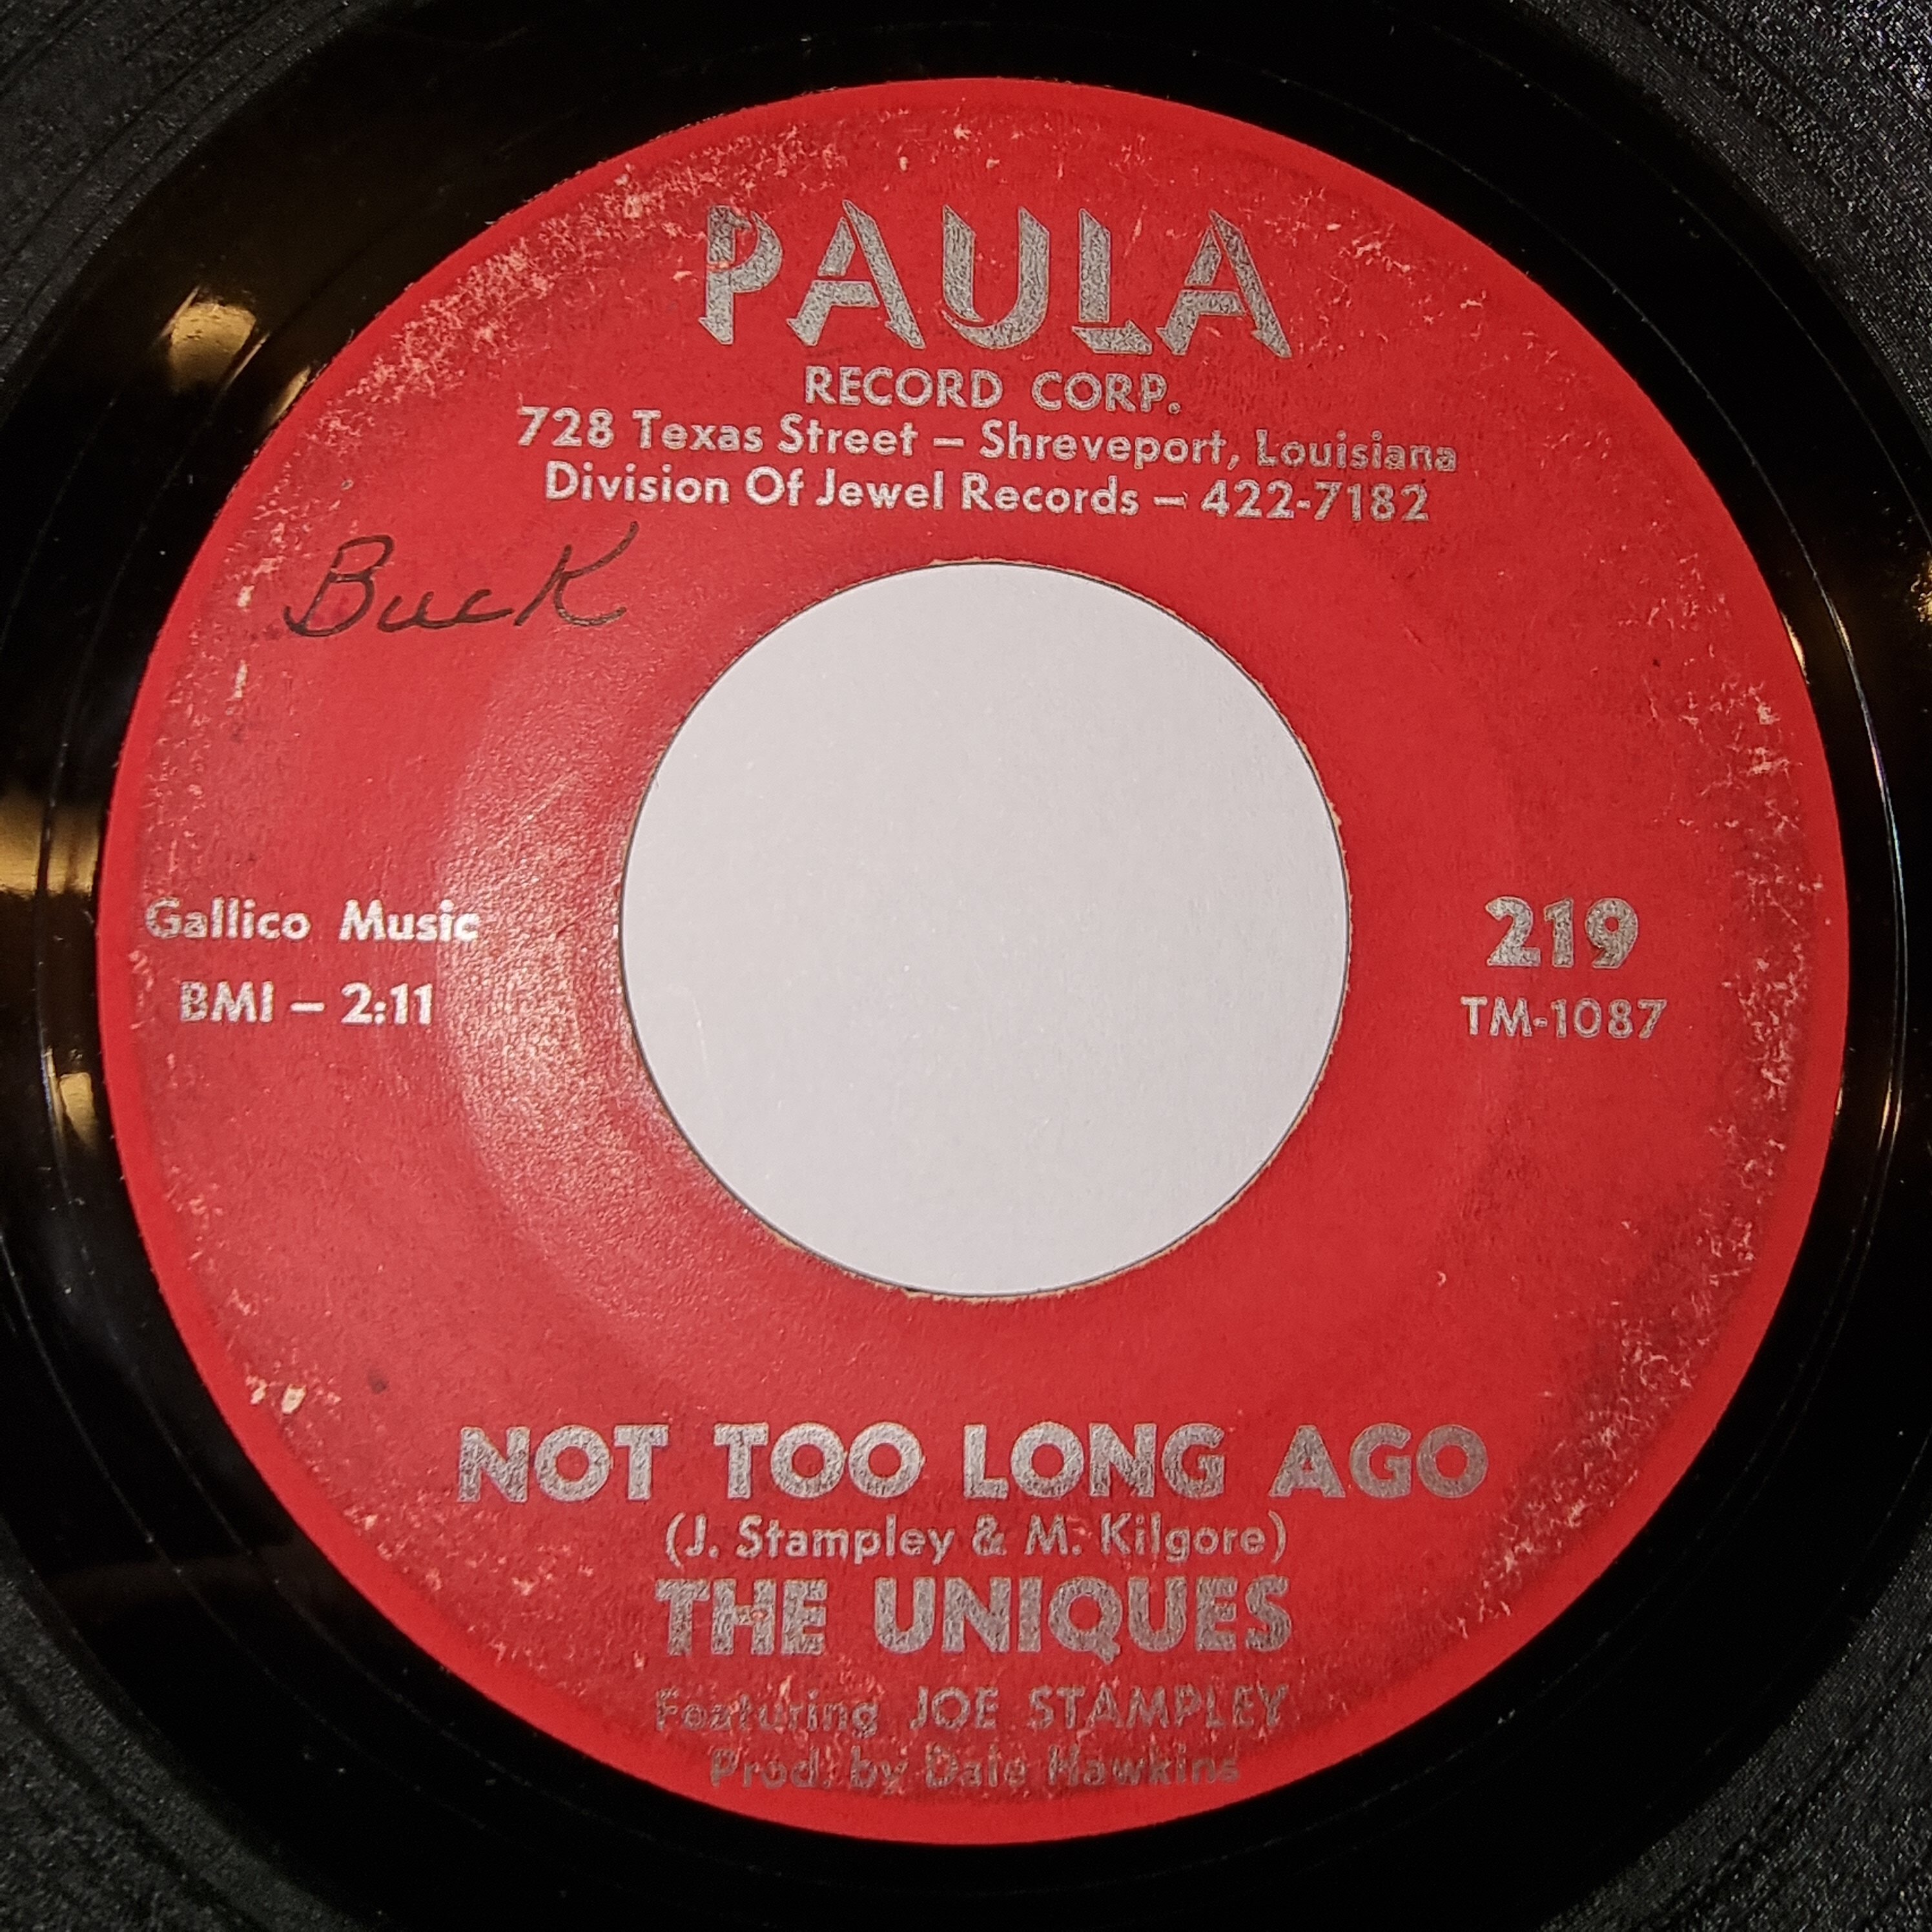 PAULA
RECORD CORP.
728 Texas Street – Shreveport, Louisiana
Division Of Jewel Records – 422-7182
Buck
Gallico Music
BMI – 2:11
219
TM-1087
NOT TOO LONG AGO
(J. Stampley & M. Kilgore)
THE UNIQUES
Featuring JOE STAMPLEY
Prod. by Dale Hawkins